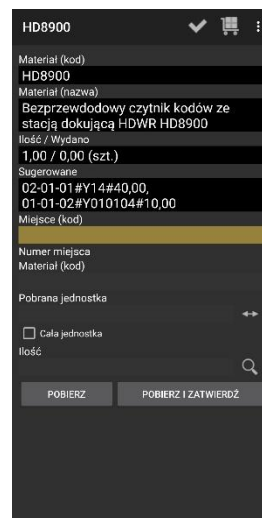 HD8900
Materiał (kod)
HD8900
Materiał (nazwa)
Bezprzewdodowy czytnik kodów ze
stacją dokującą HDWR HD8900
Ilość / Wydano
1,00 / 0,00 (szt.)
Sugerowane
02-01-01#Y14#40,00,
01-01-02#Y010104#10,00
Miejsce (kod)
Numer miejsca
Materiał (kod)
Pobrana jednostka
Cała jednostka
Ilość
POBIERZ POBIERZ I ZATWIERDŹ